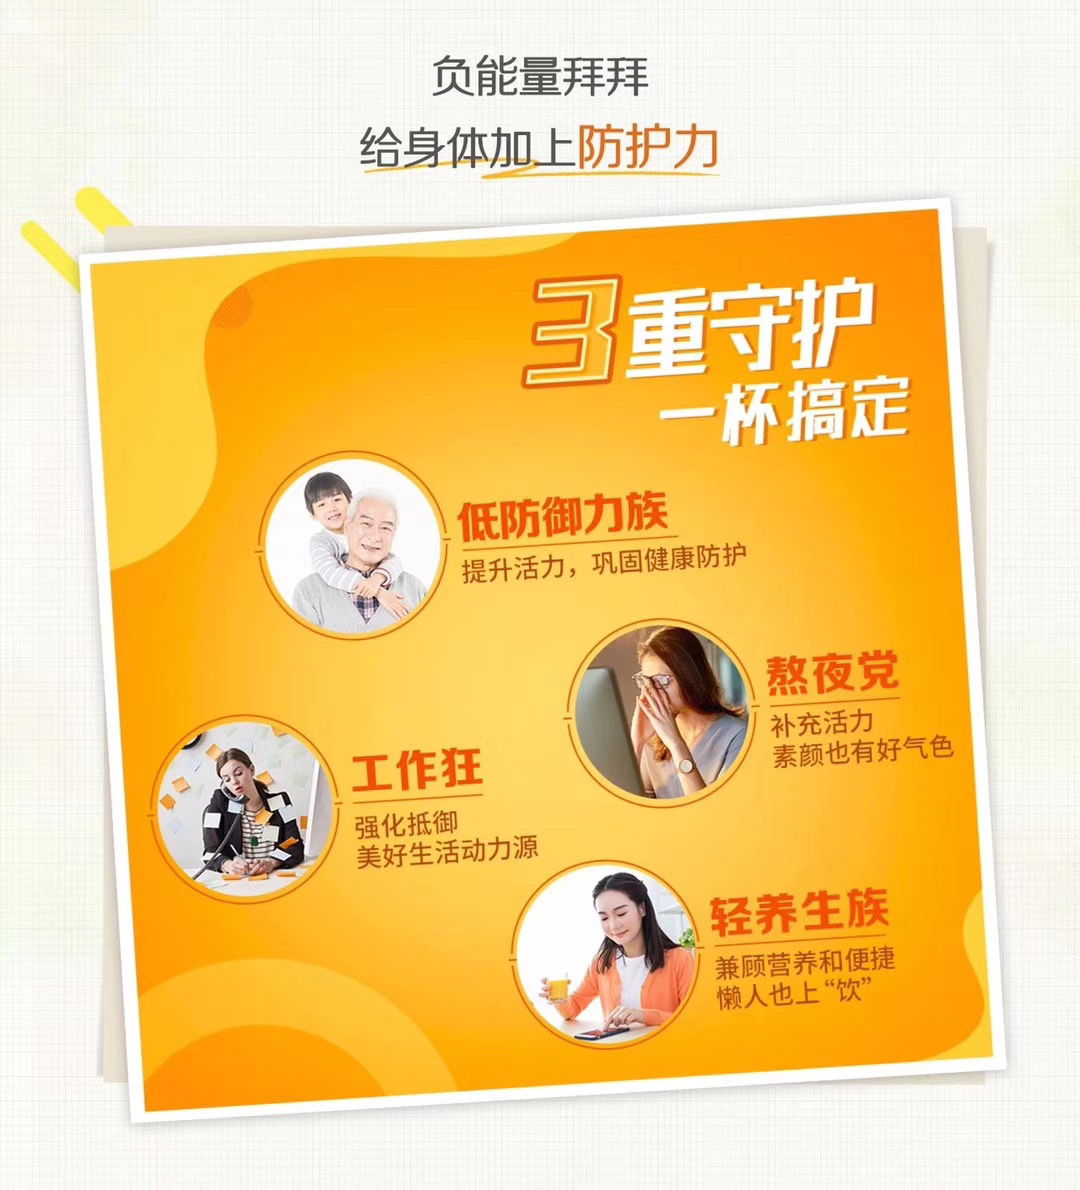 负能量拜拜
给身体加上防护力
3重守护
一杯搞定
低防御力族
提升活力，巩固健康防护
熬夜党
补充活力
素颜也有好气色
工作狂
强化抵御
美好生活动力源
轻养生族
兼顾营养和便捷
懒人也上“饮”